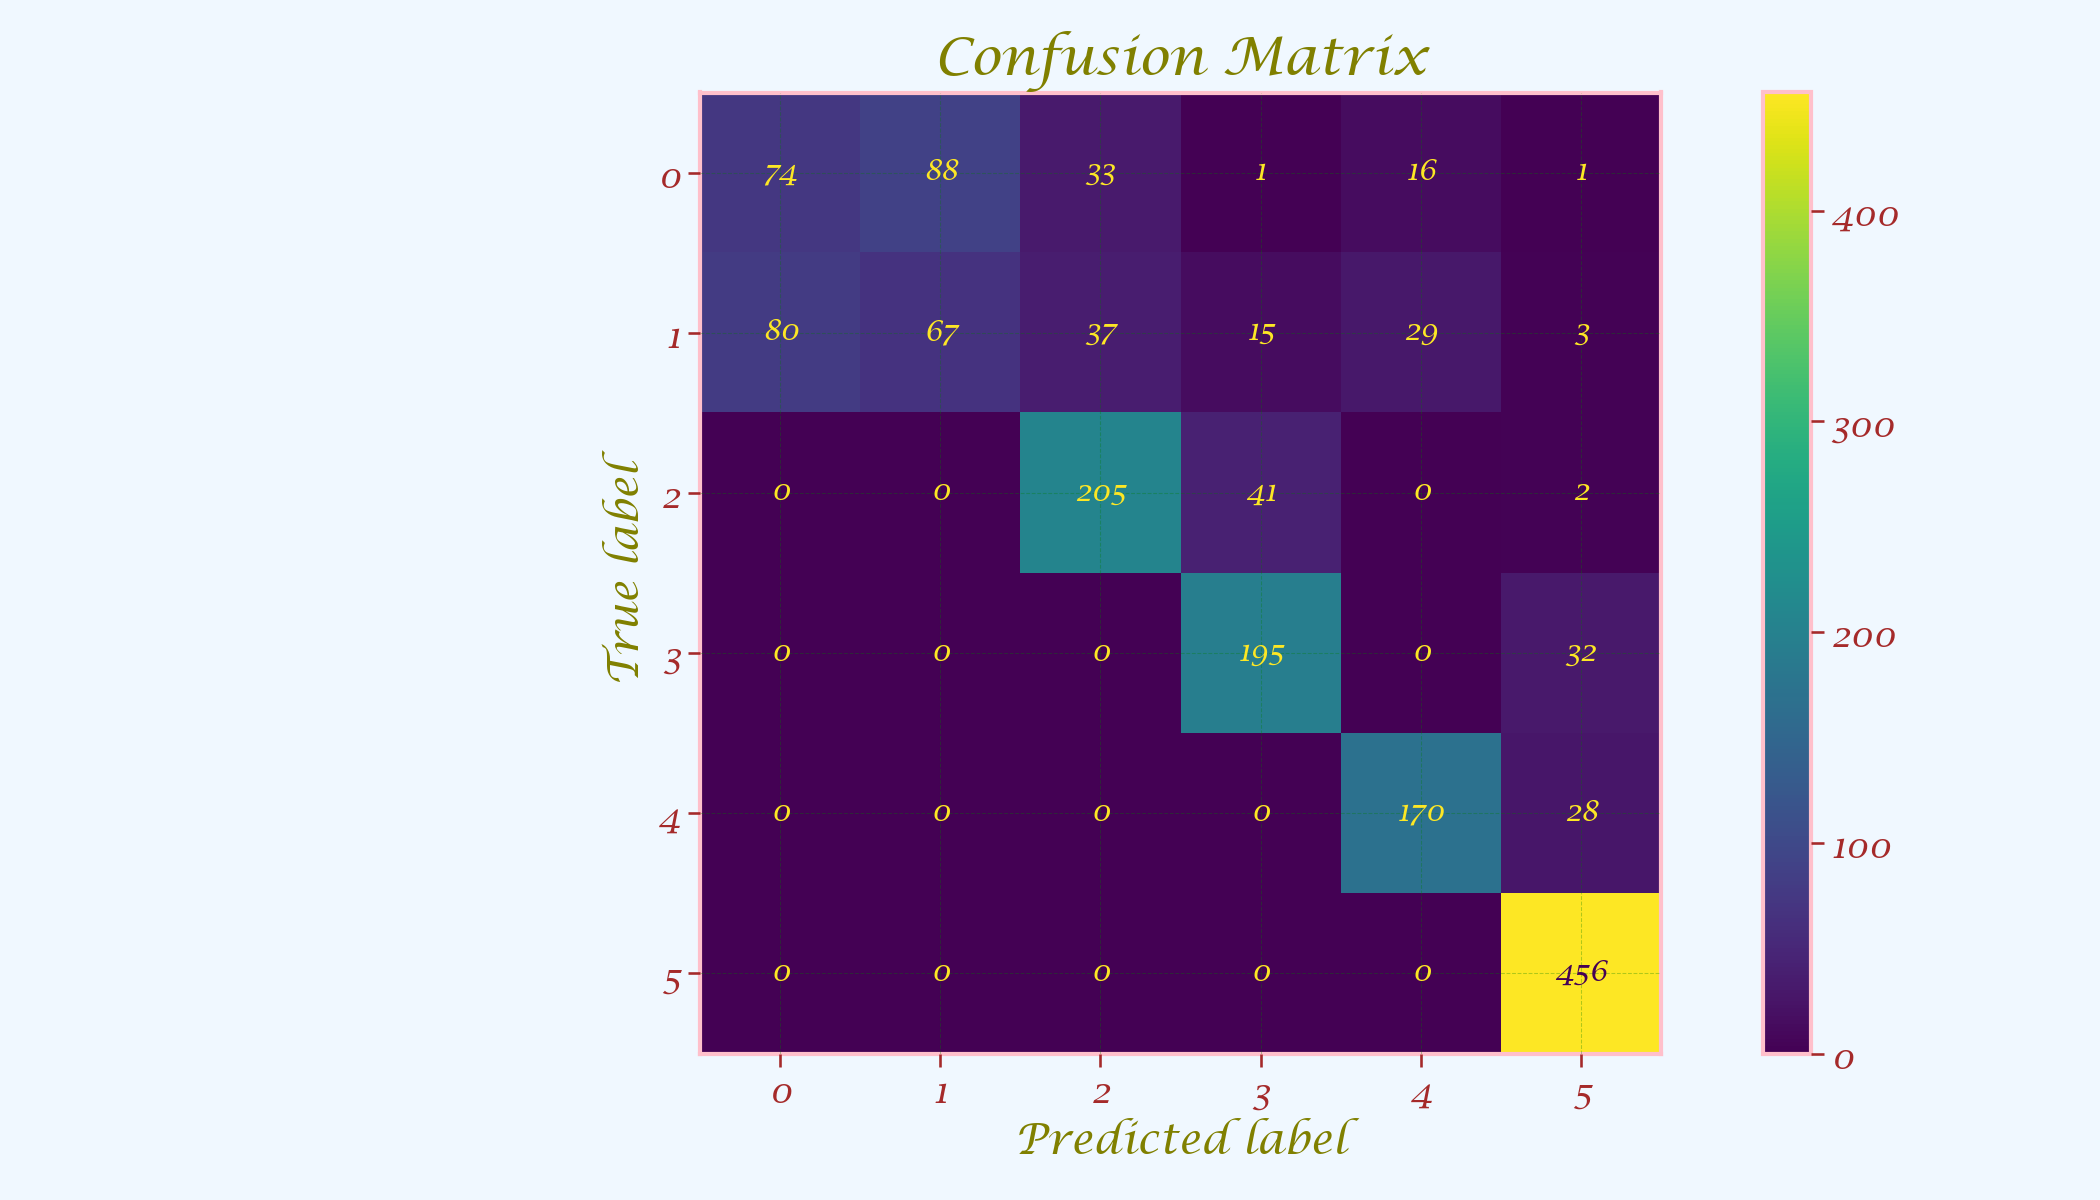 Confusion Matrix
0 74 88 33 1 16 1
1 80 67 37 15 29 3
2 0 0 205 41 0 2
3 0 0 0 195 0 32
4 0 0 0 0 170 28
5 0 0 0 0 0 456
0 1 2 3 4 5
True label
Predicted label
400
300
200
100
0